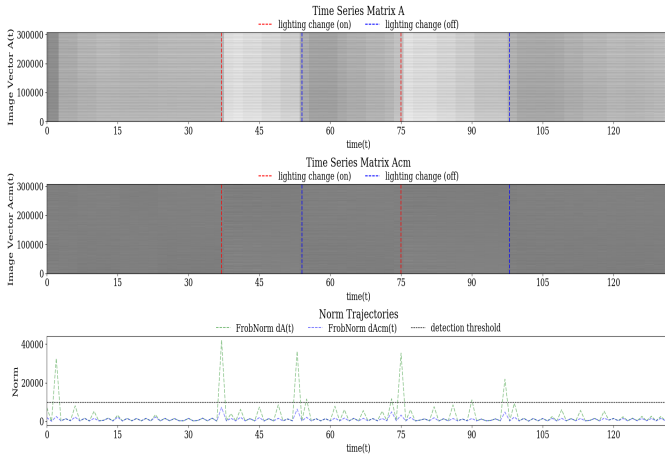 Time Series Matrix A
lighting change (on) lighting change (off)
Image Vector A(t)
300000
200000
100000
0
0 15 30 45 60 75 90 105 120
time(t)
Time Series Matrix Acm
lighting change (on) lighting change (off)
Image Vector Acm(t)
300000
200000
100000
0
0 15 30 45 60 75 90 105 120
time(t)
Norm Trajectories
FrobNorm dA(t) FrobNorm dAcm(t) detection threshold
Norm
40000
20000
0
0 15 30 45 60 75 90 105 120
time(t)